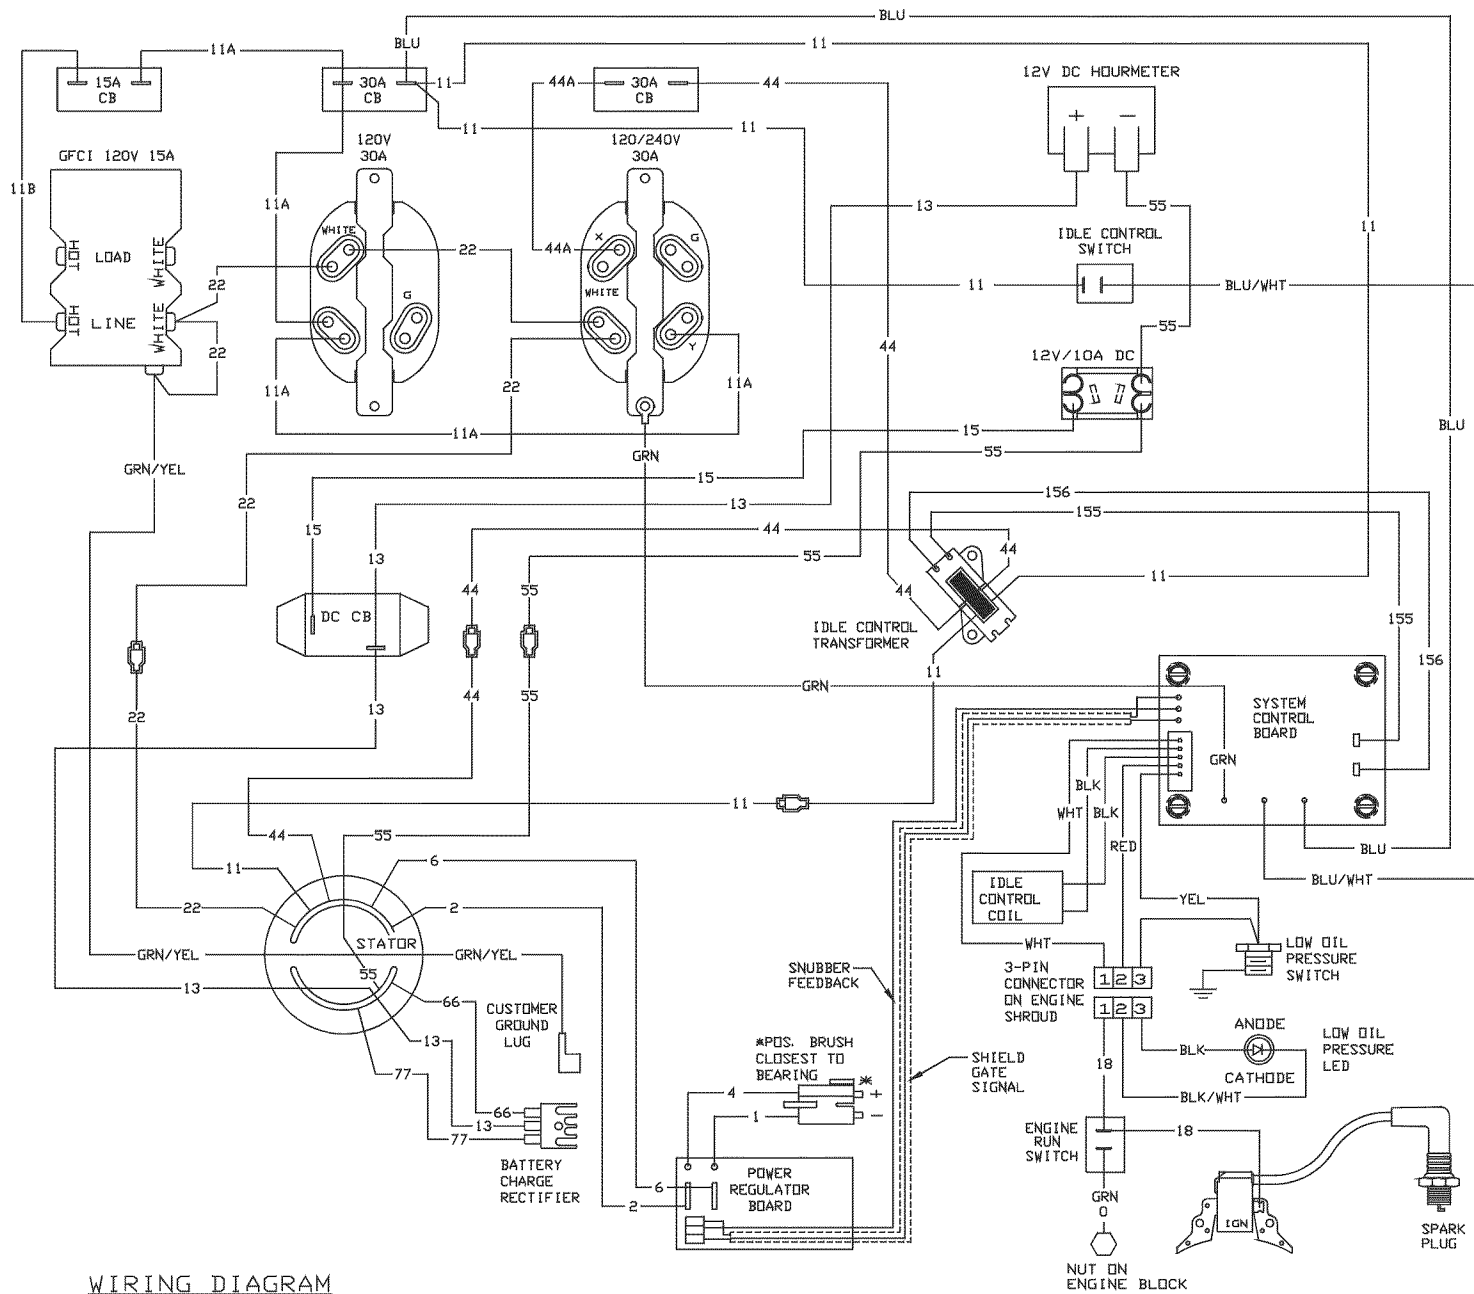 BLU
11A
BLU
11
15A
CB
30A
CB
11
44A
30A
CB
44
12V DC HOURMETER
+
−
11
11
GFCI 120V 15A
120V
30A
120/240V
30A
11B
11A
13
55
11
HOT
LOAD
WHITE
WHITE
22
44A
X
G
IDLE CONTROL
SWITCH
22
WHITE
G
11
BLU/WHT
HOT
LINE
WHITE
22
Y
44
55
12V/10A DC
11A
22
11A
11A
15
BLU
GRN/YEL
GRN
55
22
15
13
156
155
15
13
44
55
44
11
44
55
44
DC CB
155
IDLE CONTROL
TRANSFORMER
156
11
44
55
GRN
13
22
SYSTEM
CONTROL
BOARD
GRN
BLK
WHT
BLK
11
44
55
RED
BLU
6
11
BLU/WHT
IDLE
CONTROL
COIL
22
2
YEL
STATOR
GRN/YEL
GRN/YEL
WHT
LOW OIL
PRESSURE
SWITCH
55
SNUBBER
FEEDBACK
3-PIN
CONNECTOR
ON ENGINE
SHROUD
1 2 3
1 2 3
13
66
CUSTOMER
GROUND
LUG
ANODE
LOW OIL
PRESSURE
LED
13
*POS. BRUSH
CLOSEST TO
BEARING
*
+
−
SHIELD
GATE
SIGNAL
BLK
18
CATHODE
77
4
BLK/WHT
66
13
77
1
ENGINE
RUN
SWITCH
18
BATTERY
CHARGE
RECTIFIER
POWER
REGULATOR
BOARD
6
2
GRN
0
IGN
SPARK
PLUG
NUT ON
ENGINE BLOCK
WIRING DIAGRAM